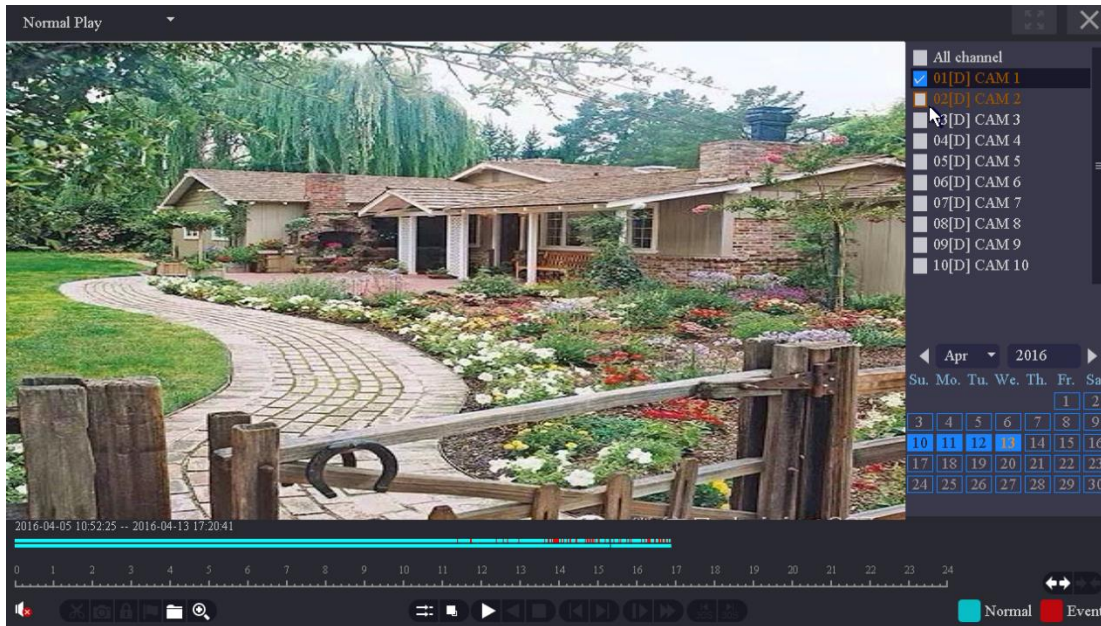 Normal Play
All channel
01[D] CAM 1
02[D] CAM 2
03[D] CAM 3
04[D] CAM 4
05[D] CAM 5
06[D] CAM 6
07[D] CAM 7
08[D] CAM 8
09[D] CAM 9
10[D] CAM 10
Apr 2016
Su. Mo. Tu. We. Th. Fr. Sa
1 2
3 4 5 6 7 8 9
10 11 12 13 14 15 16
17 18 19 20 21 22 23
24 25 26 27 28 29 30
2016-04-05 10:52:25 -- 2016-04-13 17:20:41
0 1 2 3 4 5 6 7 8 9 10 11 12 13 14 15 16 17 18 19 20 21 22 23 24
Normal Event